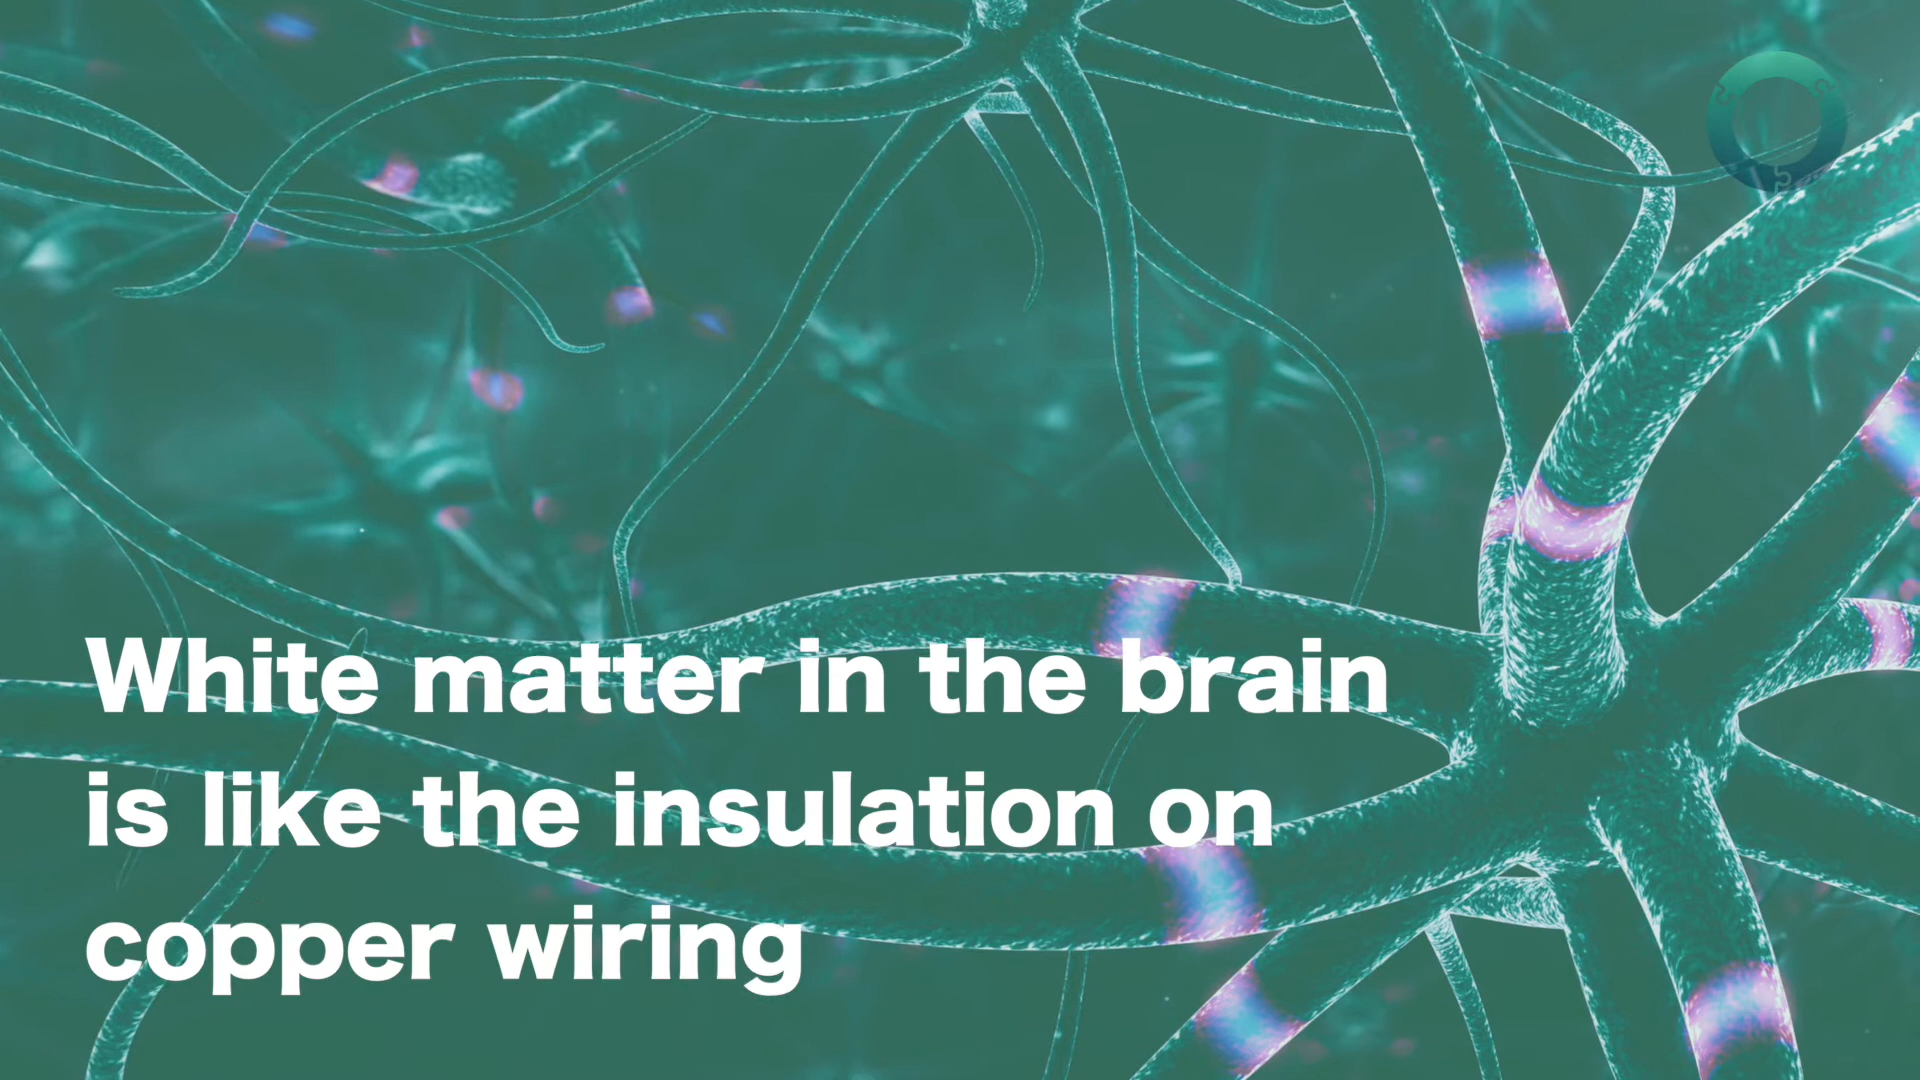 White matter in the brain
is like the insulation on
copper wiring